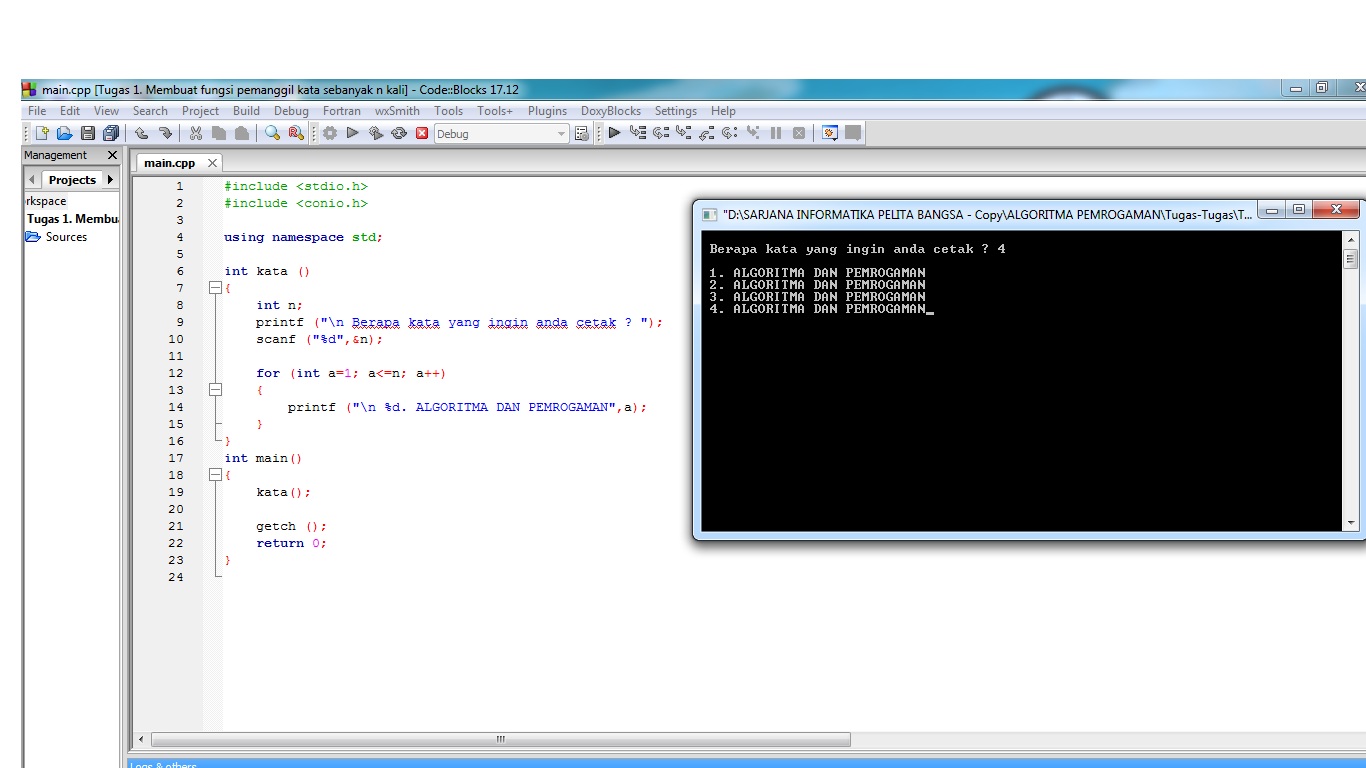 main.cpp [Tugas 1. Membuat fungsi pemanggil kata sebanyak n kali] - Code::Blocks 17.12
File Edit View Search Project Build Debug Fortran wxSmith Tools Tools+ Plugins DoxyBlocks Settings Help
Debug
Management
Projects
rkspace
Tugas 1. Membu
Sources
main.cpp
1 #include <stdio.h>
2 #include <conio.h>
3
4 using namespace std;
5
6 int kata ()
7 {
8 int n;
9 printf ("\n Berapa kata yang ingin anda cetak ? ");
10 scanf ("%d",&n);
11
12 for (int a=1; a<=n; a++)
13 {
14 printf ("\n %d. ALGORITMA DAN PEMROGAMAN",a);
15 }
16 }
17 int main()
18 {
19 kata();
20
21 getch ();
22 return 0;
23 }
24
"D:\SARJANA INFORMATIKA PELITA BANGSA - Copy\ALGORITMA PEMROGAMAN\Tugas-Tugas\T...
Berapa kata yang ingin anda cetak ? 4
1. ALGORITMA DAN PEMROGAMAN
2. ALGORITMA DAN PEMROGAMAN
3. ALGORITMA DAN PEMROGAMAN
4. ALGORITMA DAN PEMROGAMAN_
Logs & others